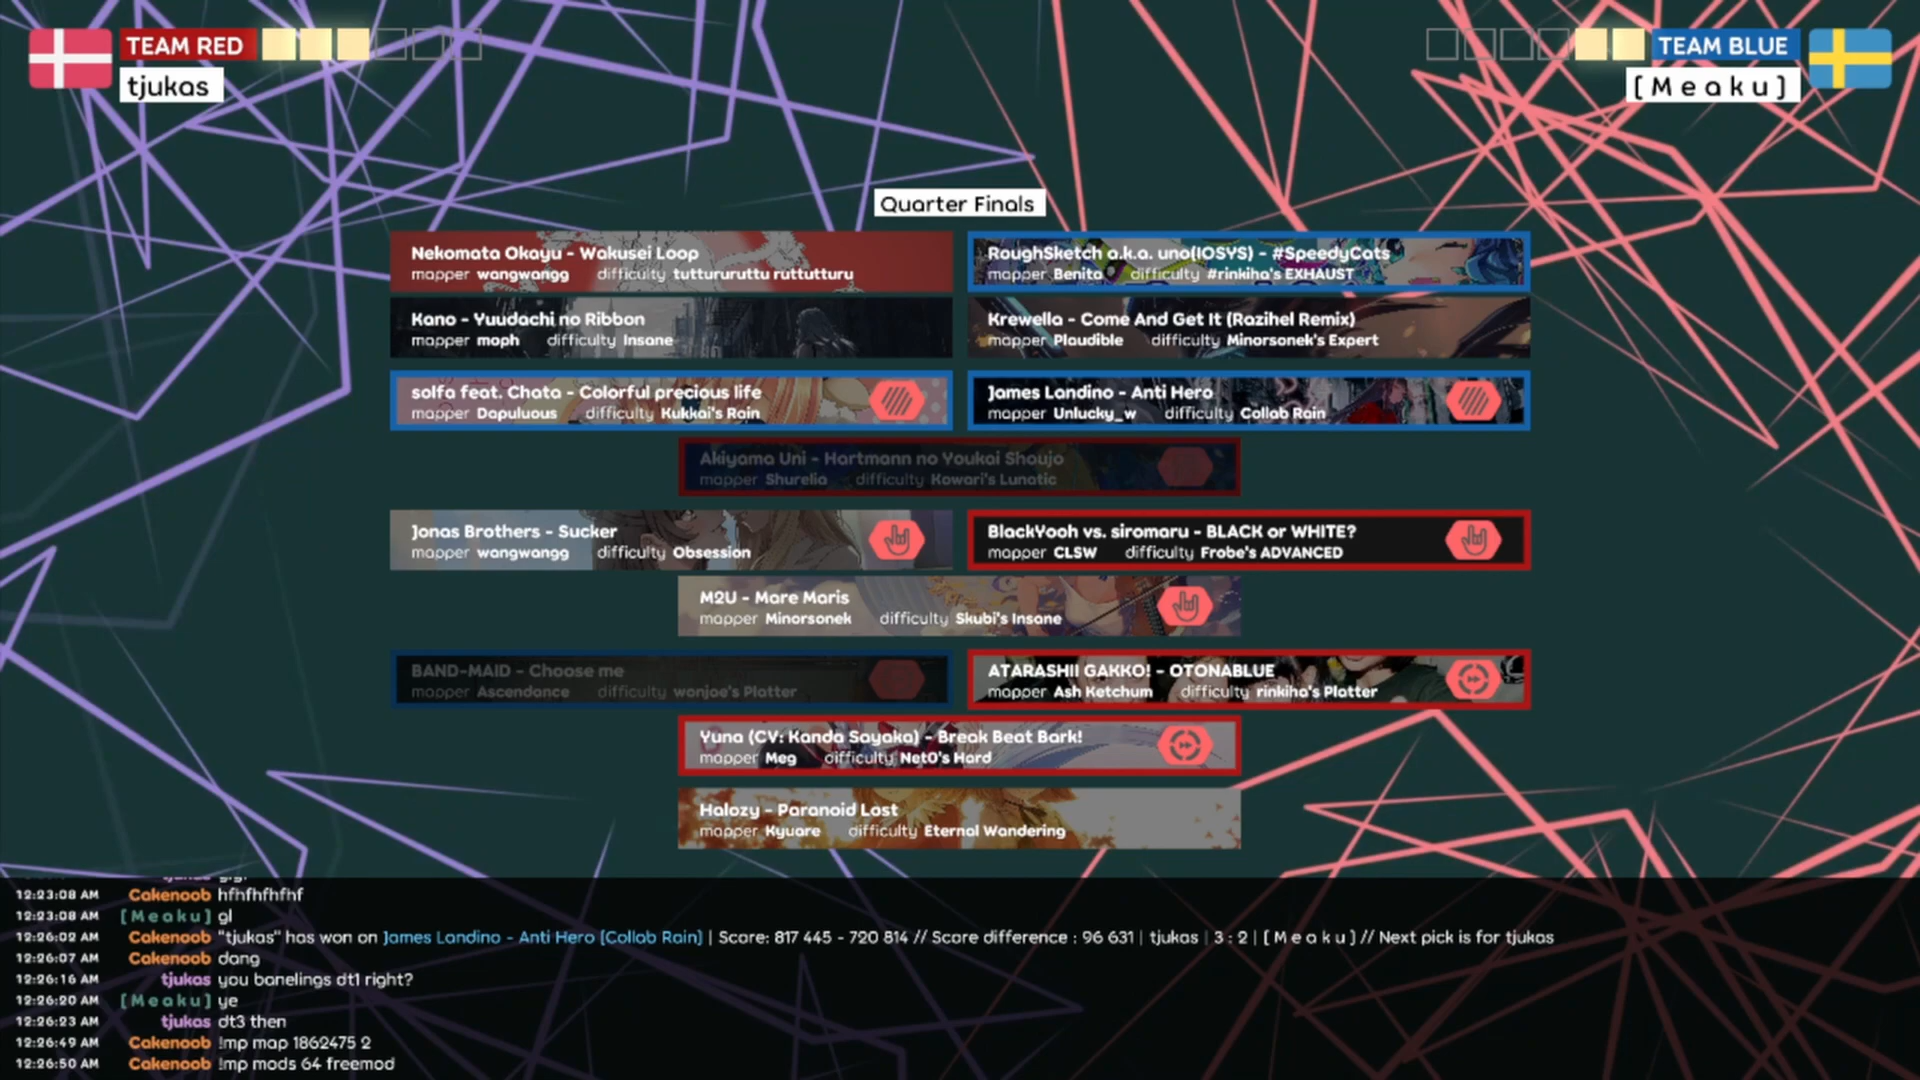 TEAM RED
tjukas
TEAM BLUE
[ M e a k u ]
Quarter Finals
Nekomata Okayu - Wakusei Loop
mapper wangwangg difficulty tuttururuttu ruttutturu
RoughSketch a.k.a. uno(IOSYS) - #SpeedyCats
mapper Benita difficulty #rinkiha's EXHAUST
Kano - Yuudachi no Ribbon
mapper moph difficulty Insane
Krewella - Come And Get It (Razihel Remix)
mapper Plaudible difficulty Minorsonek's Expert
solfa feat. Chata - Colorful precious life
mapper Dapuluous difficulty Kukkai's Rain
James Landino - Anti Hero
mapper Unlucky_w difficulty Collab Rain
Akiyama Uni - Hartmann no Youkai Shoujo
mapper Shurelia difficulty Kowari's Lunatic
Jonas Brothers - Sucker
mapper wangwangg difficulty Obsession
BlackYooh vs. siromaru - BLACK or WHITE?
mapper CLSW difficulty Frobe's ADVANCED
M2U - Mare Maris
mapper Minorsonek difficulty Skubi's Insane
BAND-MAID - Choose me
mapper Ascendance difficulty wonjae's Platter
ATARASHII GAKKO! - OTONABLUE
mapper Ash Ketchum difficulty rinkiha's Platter
Yuna (CV: Kanda Sayaka) - Break Beat Bark!
mapper Meg difficulty Net0's Hard
Halozy - Paranoid Lost
mapper Kyuare difficulty Eternal Wandering
12:23:08 AM Cakenoob hfhfhfhfhf
12:23:08 AM [ M e a k u ] gl
12:26:02 AM Cakenoob "tjukas" has won on James Landino - Anti Hero [Collab Rain] | Score: 817 445 - 720 814 // Score difference : 96 631 | tjukas | 3 : 2 | [ M e a k u ] // Next pick is for tjukas
12:26:07 AM Cakenoob dang
12:26:16 AM tjukas you banelings dt1 right?
12:26:20 AM [ M e a k u ] ye
12:26:23 AM tjukas dt3 then
12:26:49 AM Cakenoob !mp map 1862475 2
12:26:50 AM Cakenoob !mp mods 64 freemod